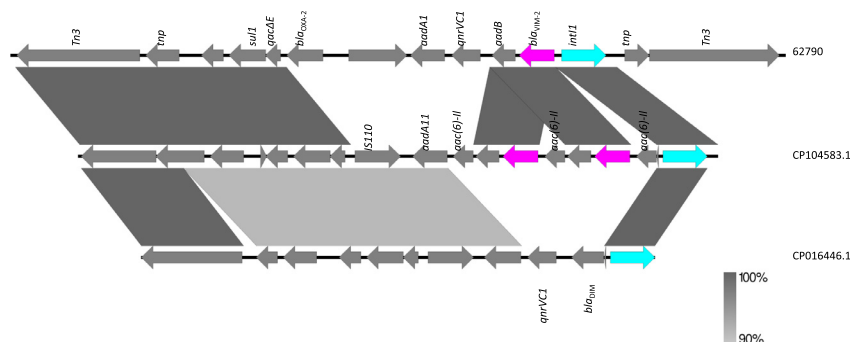 Tn3 tnp sul1 qacΔE blaOXA-2 aadA1 qnrVC1 aadB blaVIM-2 intI1 tnp Tn3
62790
IS110 aadA11 aac(6)-II aac(6)-II aac(6)-II
CP104583.1
CP016446.1
qnrVC1 blaDIM
100%
90%